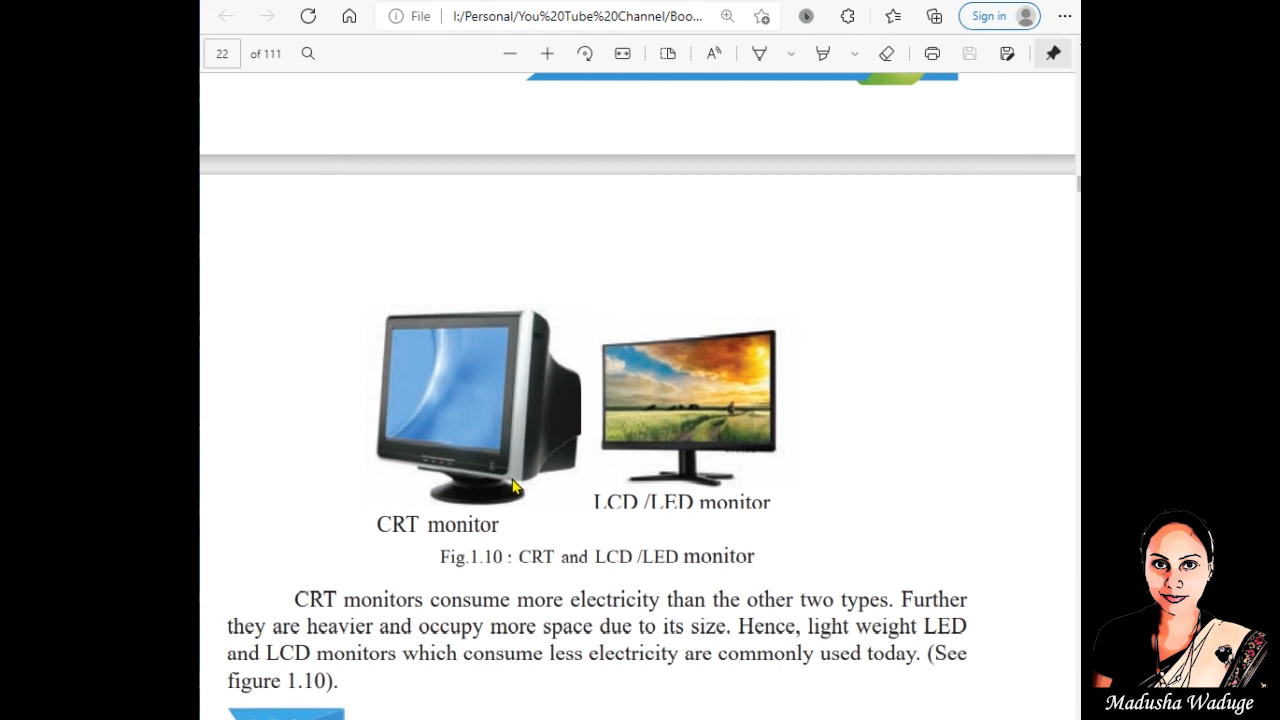 File
I:/Personal/You%20Tube%20Channel/Boo...
Sign in
22
of 111
LCD /LED monitor
CRT monitor
Fig.1.10 : CRT and LCD /LED monitor
CRT monitors consume more electricity than the other two types. Further
they are heavier and occupy more space due to its size. Hence, light weight LED
and LCD monitors which consume less electricity are commonly used today. (See
figure 1.10).
Madusha Waduge